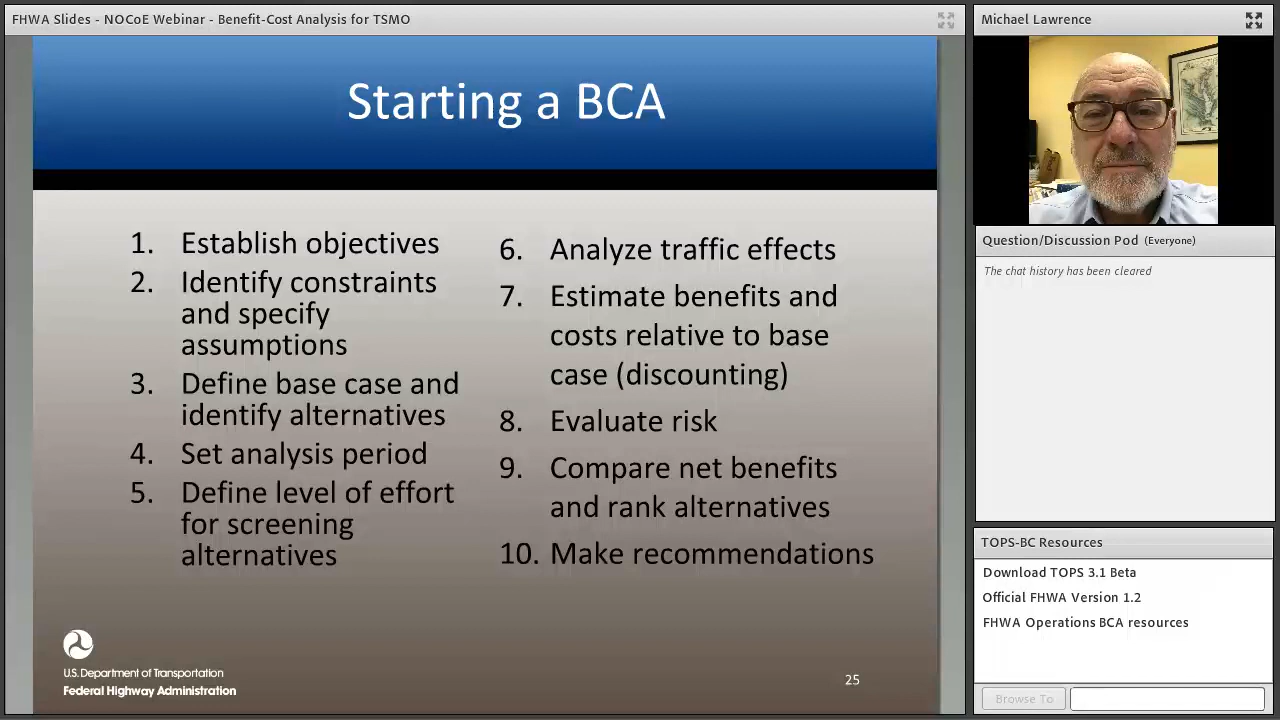 FHWA Slides - NOCoE Webinar - Benefit-Cost Analysis for TSMO
Starting a BCA
1. Establish objectives
2. Identify constraints
and specify
assumptions
3. Define base case and
identify alternatives
4. Set analysis period
5. Define level of effort
for screening
alternatives
6. Analyze traffic effects
7. Estimate benefits and
costs relative to base
case (discounting)
8. Evaluate risk
9. Compare net benefits
and rank alternatives
10. Make recommendations
U.S. Department of Transportation
Federal Highway Administration
25
Michael Lawrence
Question/Discussion Pod (Everyone)
The chat history has been cleared
TOPS-BC Resources
Download TOPS 3.1 Beta
Official FHWA Version 1.2
FHWA Operations BCA resources
Browse To